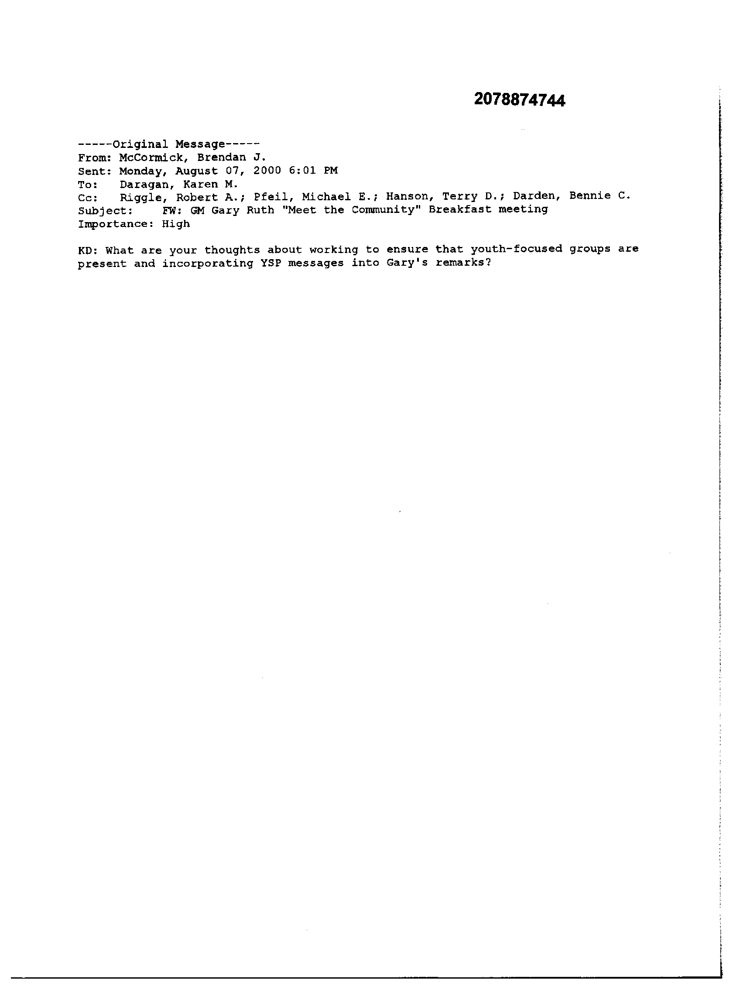 2078874744
-----Original Message-----
From: McCormick, Brendan J.
Sent: Monday, August 07, 2000 6:01 PM
To: Daragan, Karen M.
Cc: Riggle, Robert A.; Pfeil, Michael E.; Hanson, Terry D.; Darden, Bennie C.
Subject: FW: GM Gary Ruth "Meet the Community" Breakfast meeting
Importance: High
KD: What are your thoughts about working to ensure that youth-focused groups are
present and incorporating YSP messages into Gary's remarks?